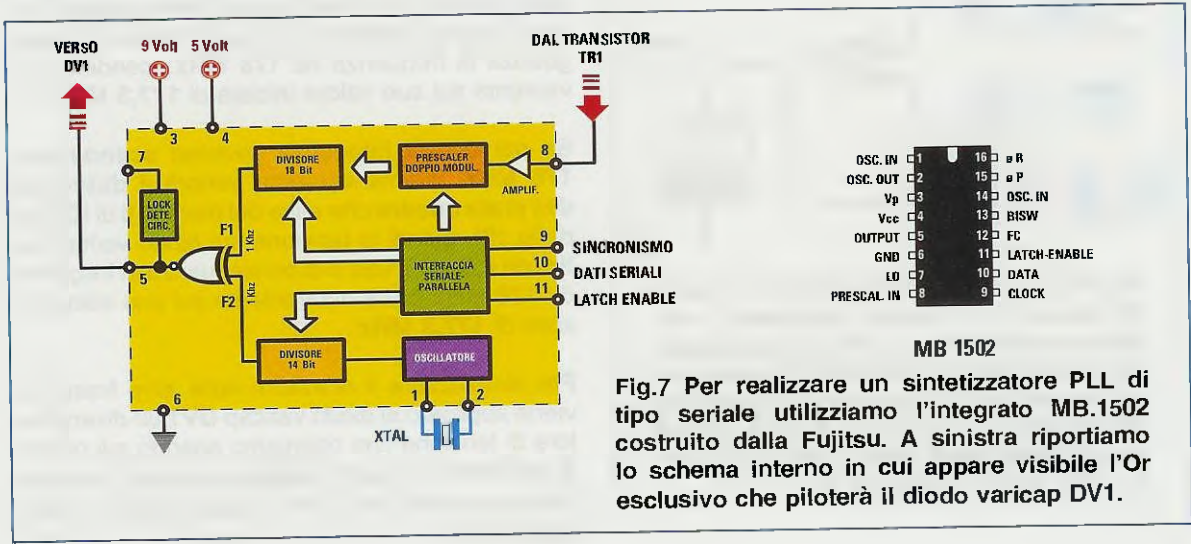 VERSO
DV1
9 Volt
5 Volt
DAL TRANSISTOR
TR1
3
4
7
8
DIVISORE
18 Bit
PRESCALER
DOPPIO MODUL.
AMPLIF.
LOCK
DETE.
CIRC.
F1
1 Khz
5
F2
1 Khz
INTERFACCIA
SERIALE-
PARALLELA
9 SINCRONISMO
10 DATI SERIALI
11 LATCH ENABLE
DIVISORE
14 Bit
OSCILLATORE
6
1
2
XTAL
OSC. IN 1
OSC. OUT 2
Vp 3
Vcc 4
OUTPUT 5
GND 6
LD 7
PRESCAL. IN 8
16 ø R
15 ø P
14 OSC. IN
13 BISW
12 FC
11 LATCH-ENABLE
10 DATA
9 CLOCK
MB 1502
Fig.7 Per realizzare un sintetizzatore PLL di
tipo seriale utilizziamo l'integrato MB.1502
costruito dalla Fujitsu. A sinistra riportiamo
lo schema interno in cui appare visibile l'Or
esclusivo che piloterà il diodo varicap DV1.